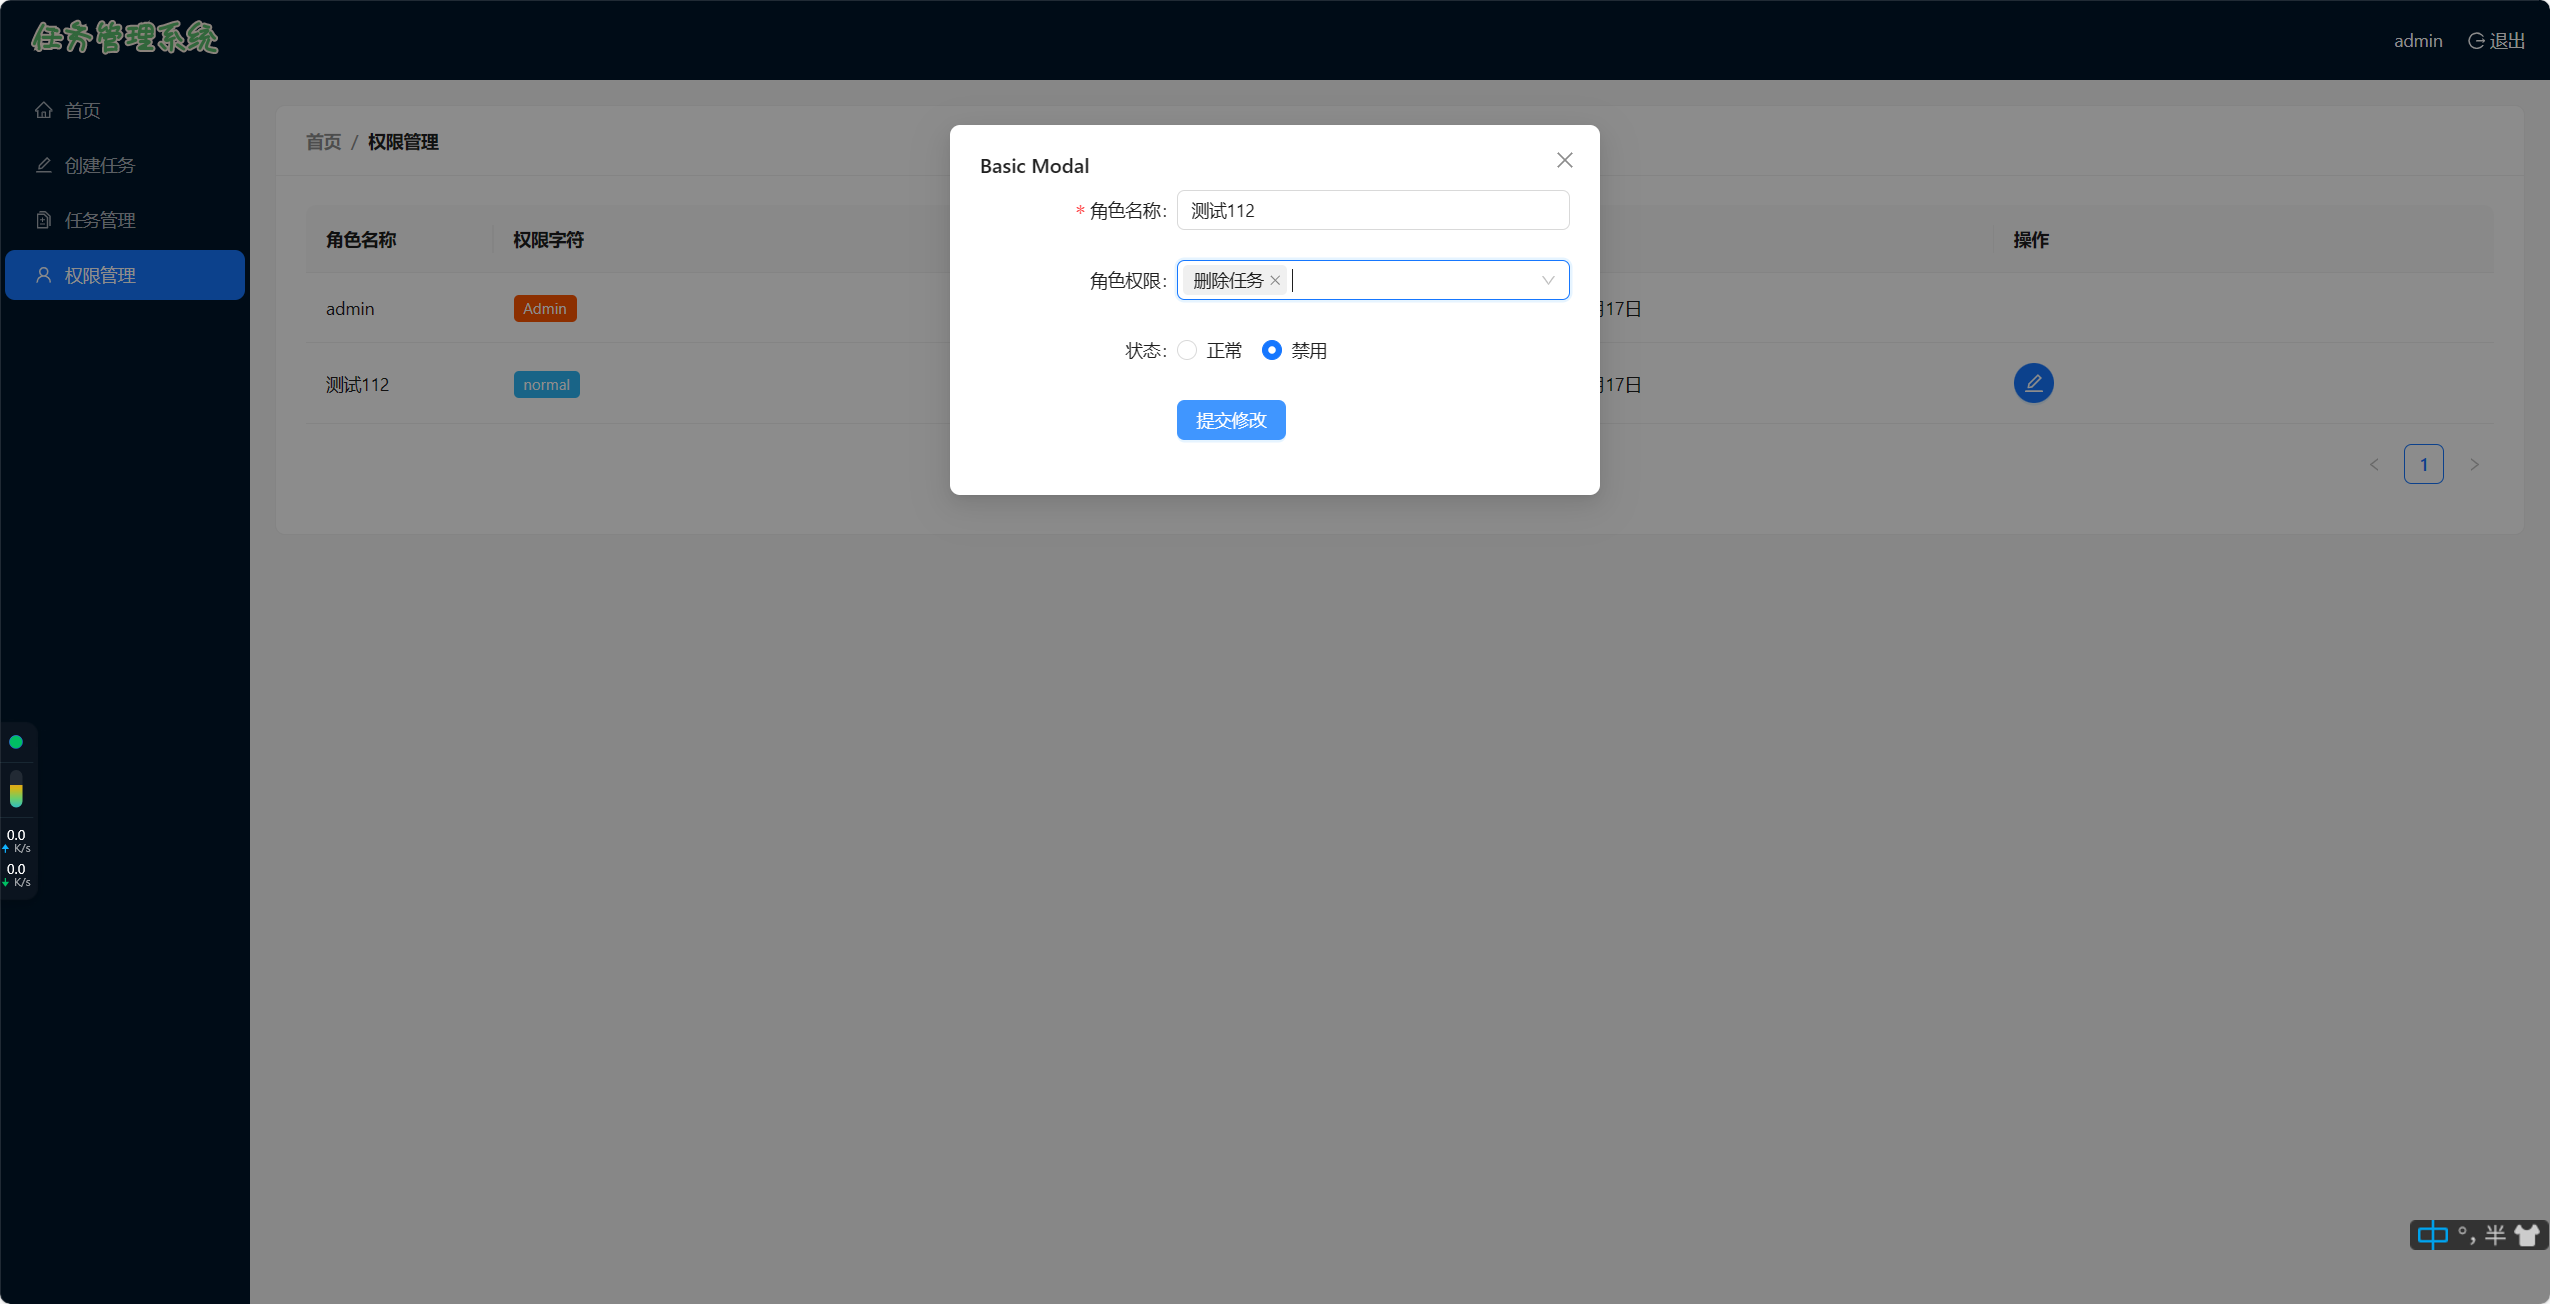 任务管理系统
admin 退出
首页
创建任务
任务管理
权限管理
首页 / 权限管理
角色名称 权限字符 操作
admin Admin 17日
测试112 normal 17日
< 1 >
Basic Modal
* 角色名称: 测试112
角色权限: 删除任务
状态: 正常 禁用
提交修改
0.0
K/s
0.0
K/s
中 °, 半